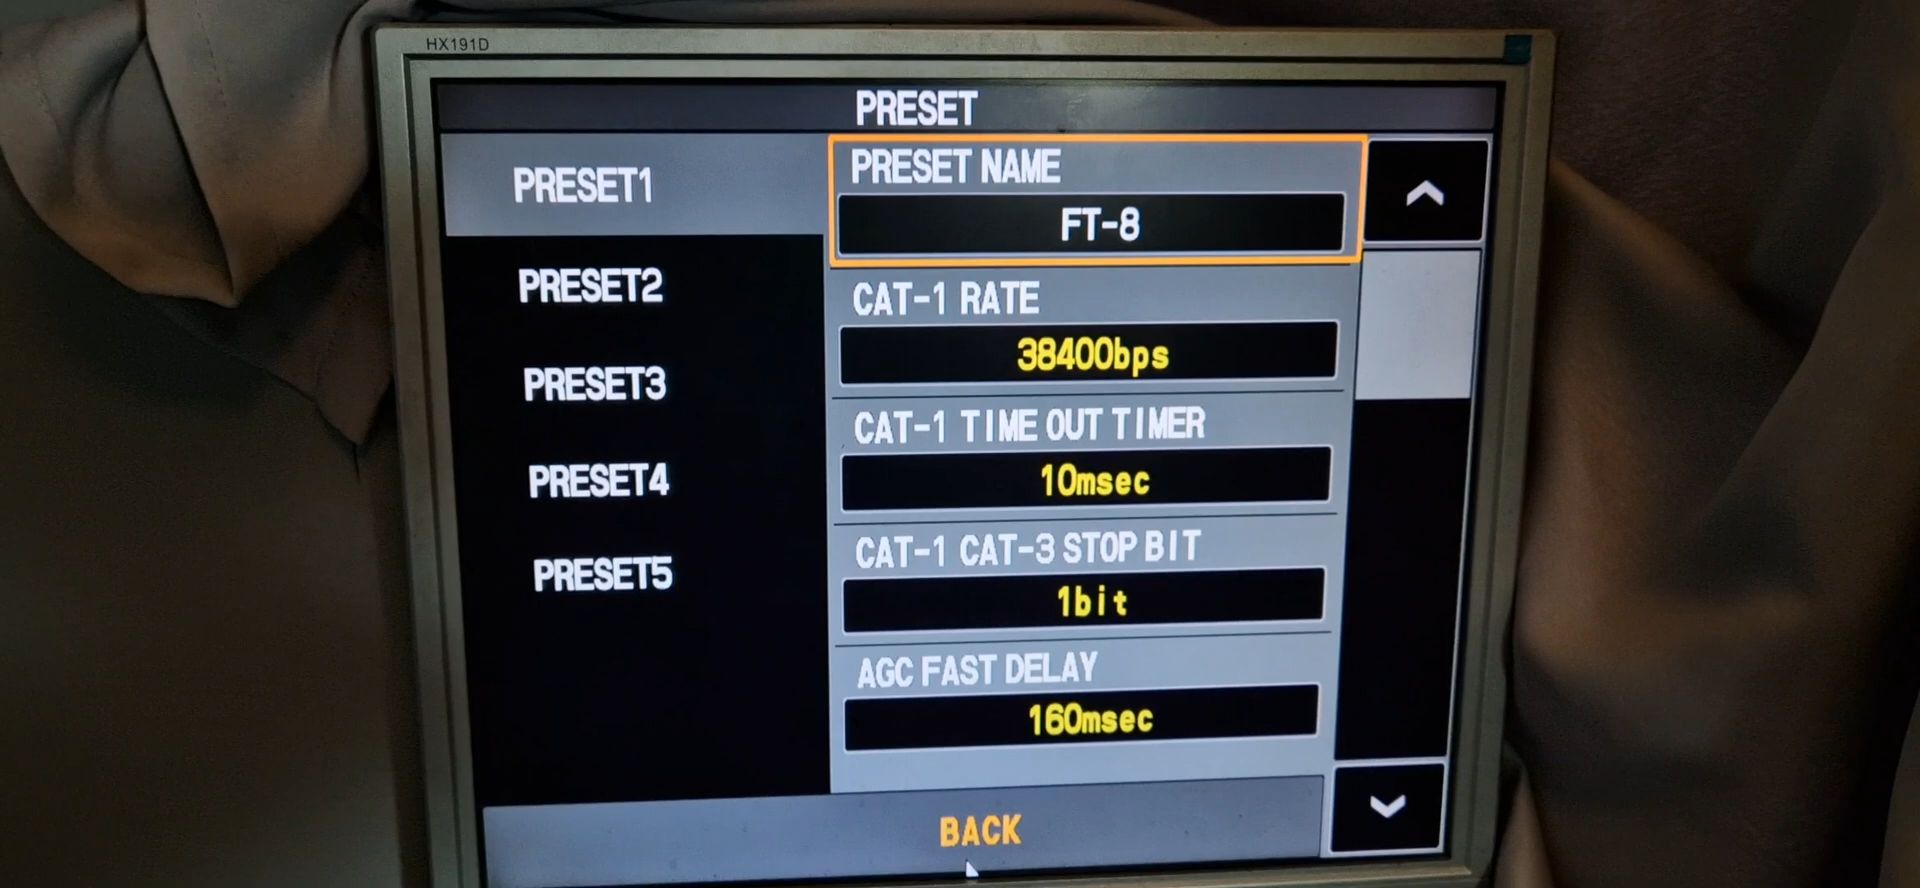 HX191D
PRESET
PRESET1
PRESET2
PRESET3
PRESET4
PRESET5
PRESET NAME
FT-8
CAT-1 RATE
38400bps
CAT-1 TIME OUT TIMER
10msec
CAT-1 CAT-3 STOP BIT
1bit
AGC FAST DELAY
160msec
BACK